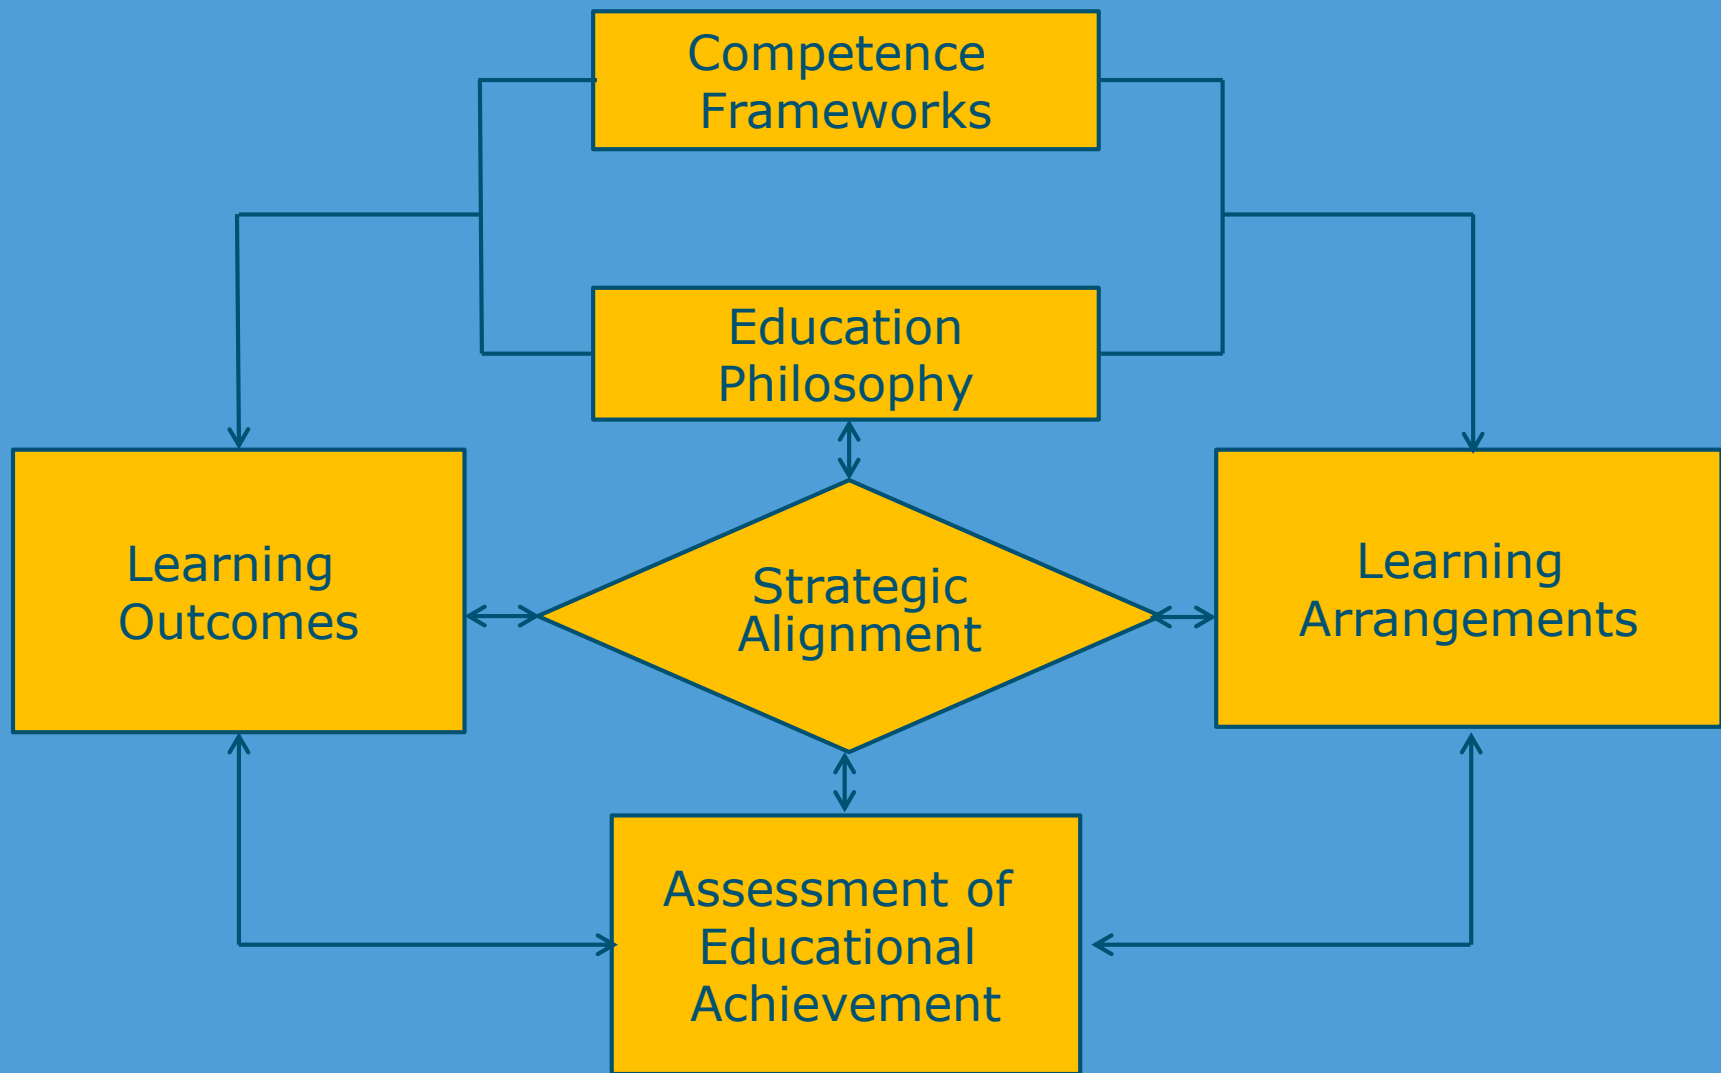 Competence
Frameworks
Education
Philosophy
Learning
Outcomes
Strategic
Alignment
Learning
Arrangements
Assessment of
Educational
Achievement